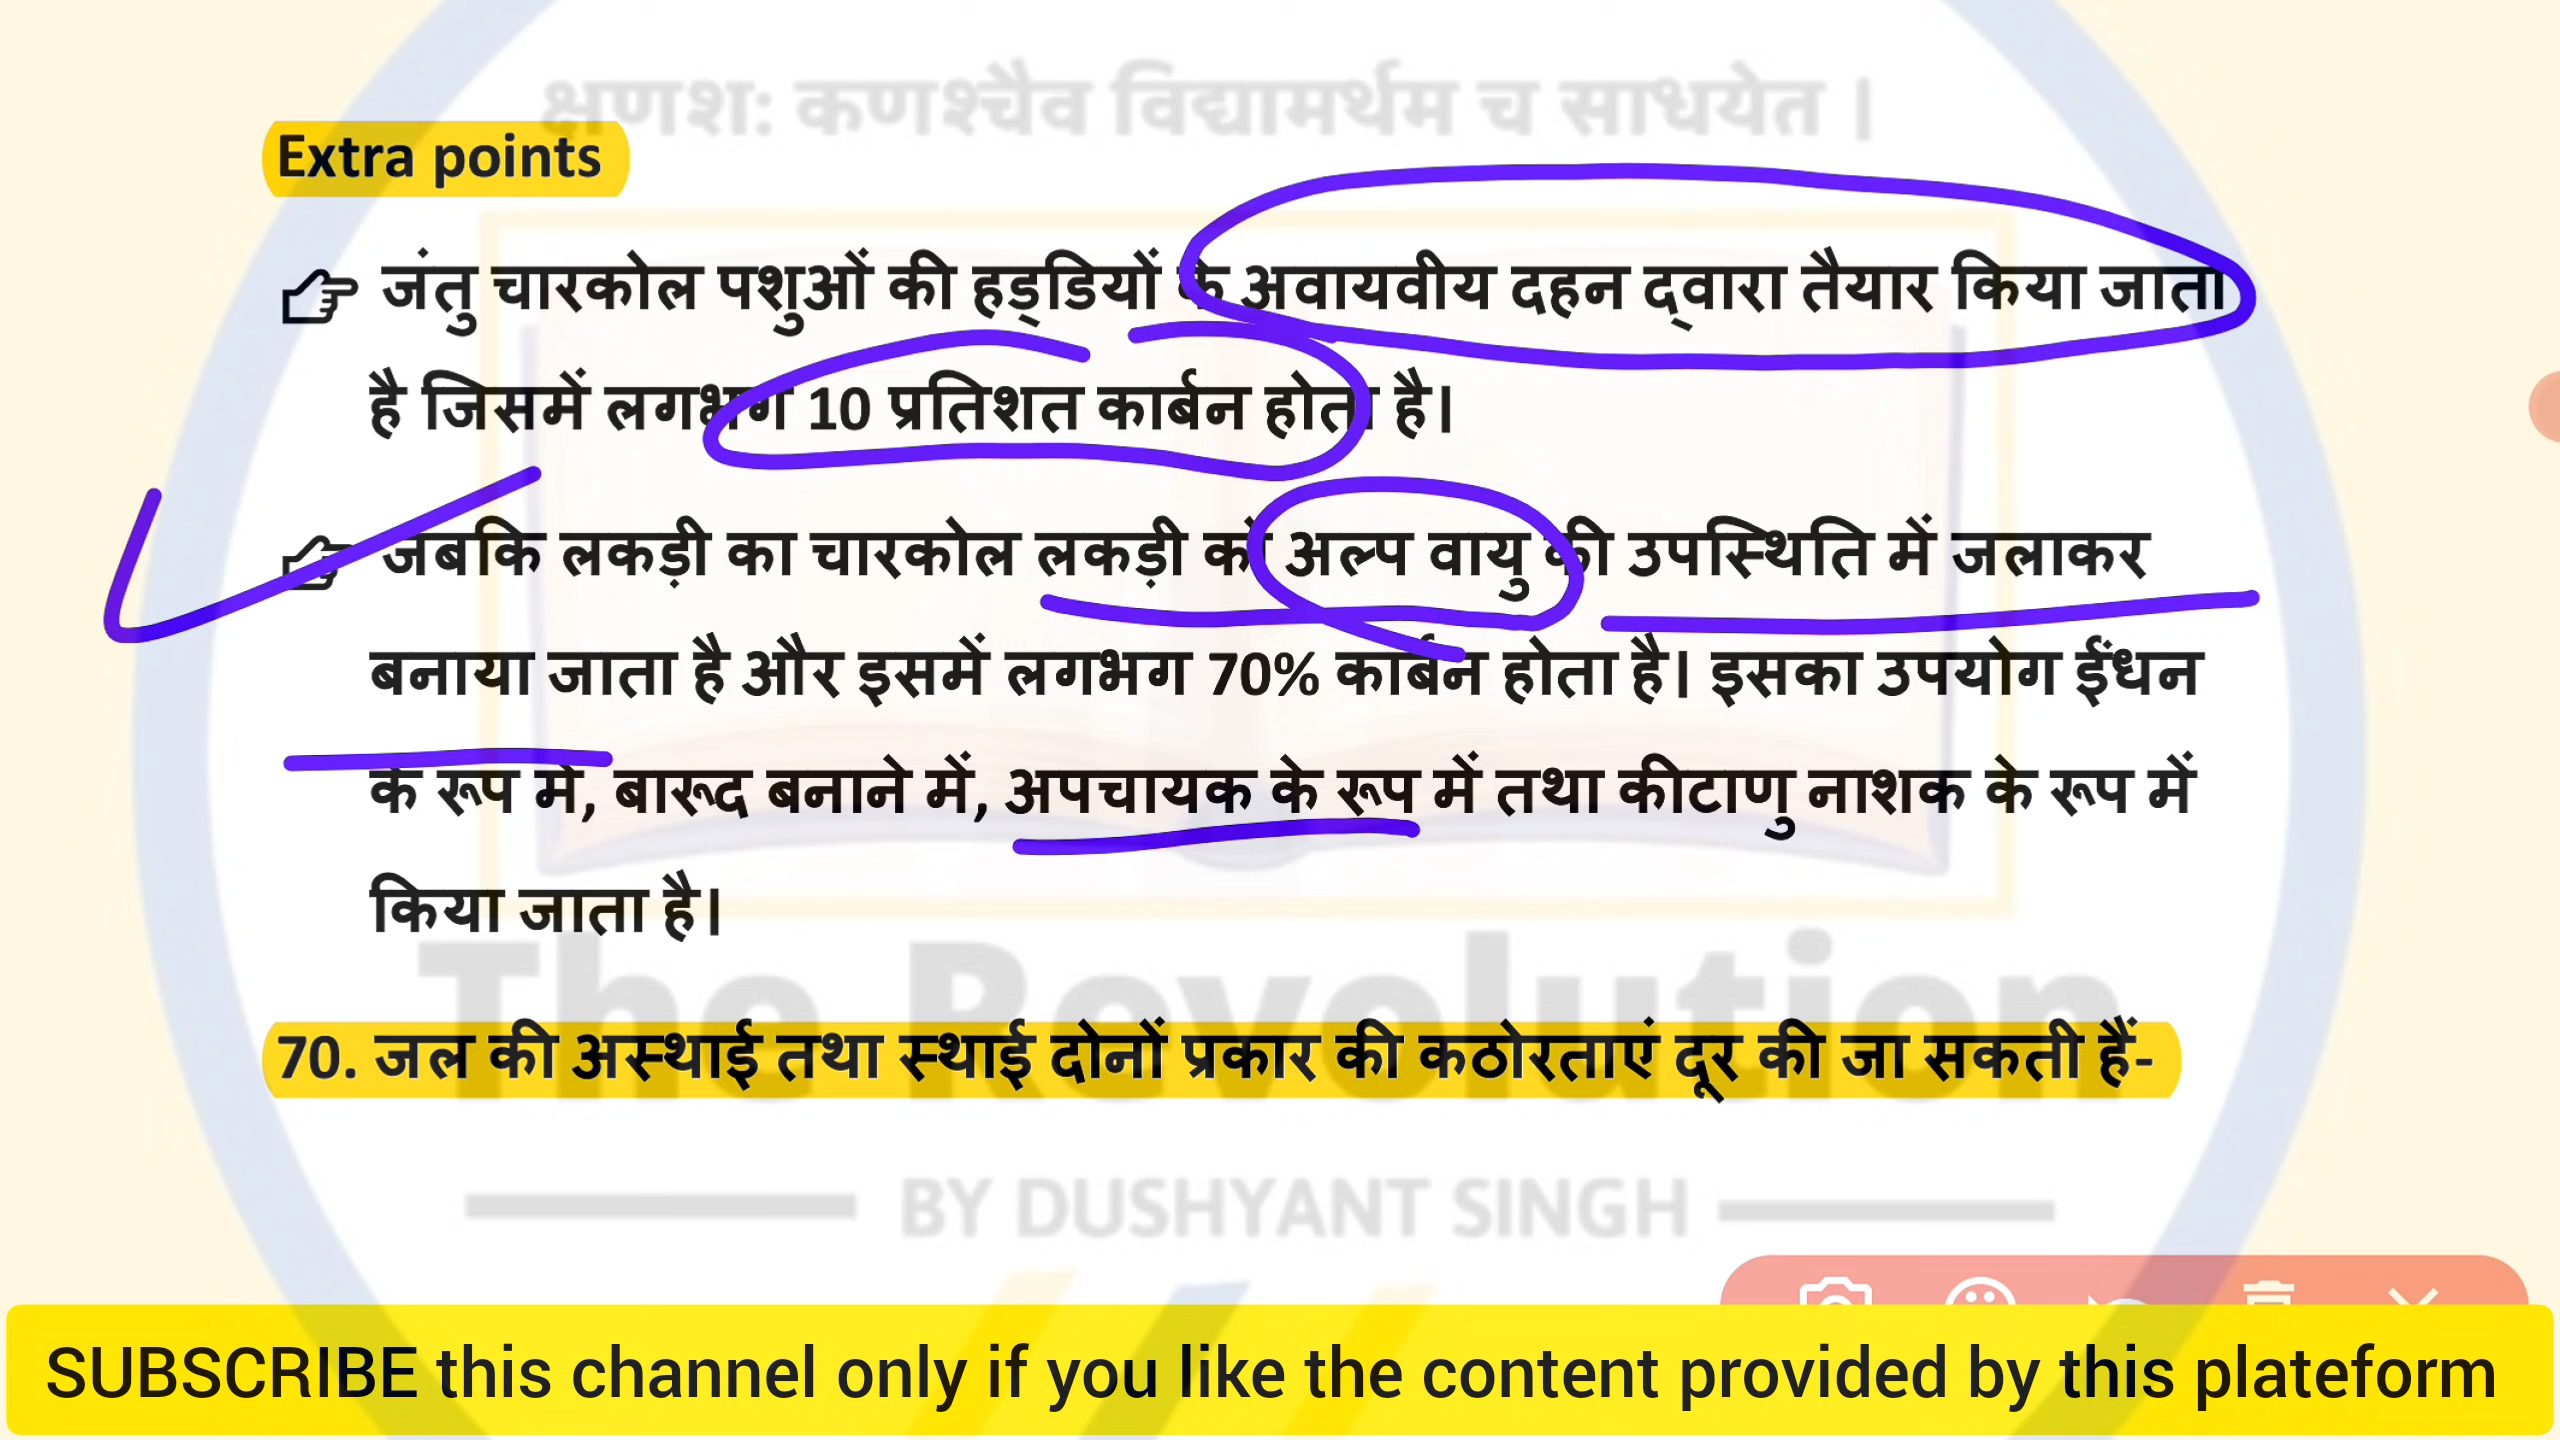 क्षणश: कणश्चैव विद्यामर्थम च साधयेत ।
Extra points
जंतु चारकोल पशुओं की हड्डियों के अवायवीय दहन द्वारा तैयार किया जाता
है जिसमें लगभग 10 प्रतिशत कार्बन होता है।
जबकि लकड़ी का चारकोल लकड़ी को अल्प वायु की उपस्थिति में जलाकर
बनाया जाता है और इसमें लगभग 70% कार्बन होता है। इसका उपयोग ईंधन
के रूप में, बारूद बनाने में, अपचायक के रूप में तथा कीटाणु नाशक के रूप में
किया जाता है।
The Revolution
70. जल की अस्थाई तथा स्थाई दोनों प्रकार की कठोरताएं दूर की जा सकती हैं-
BY DUSHYANT SINGH
SUBSCRIBE this channel only if you like the content provided by this plateform